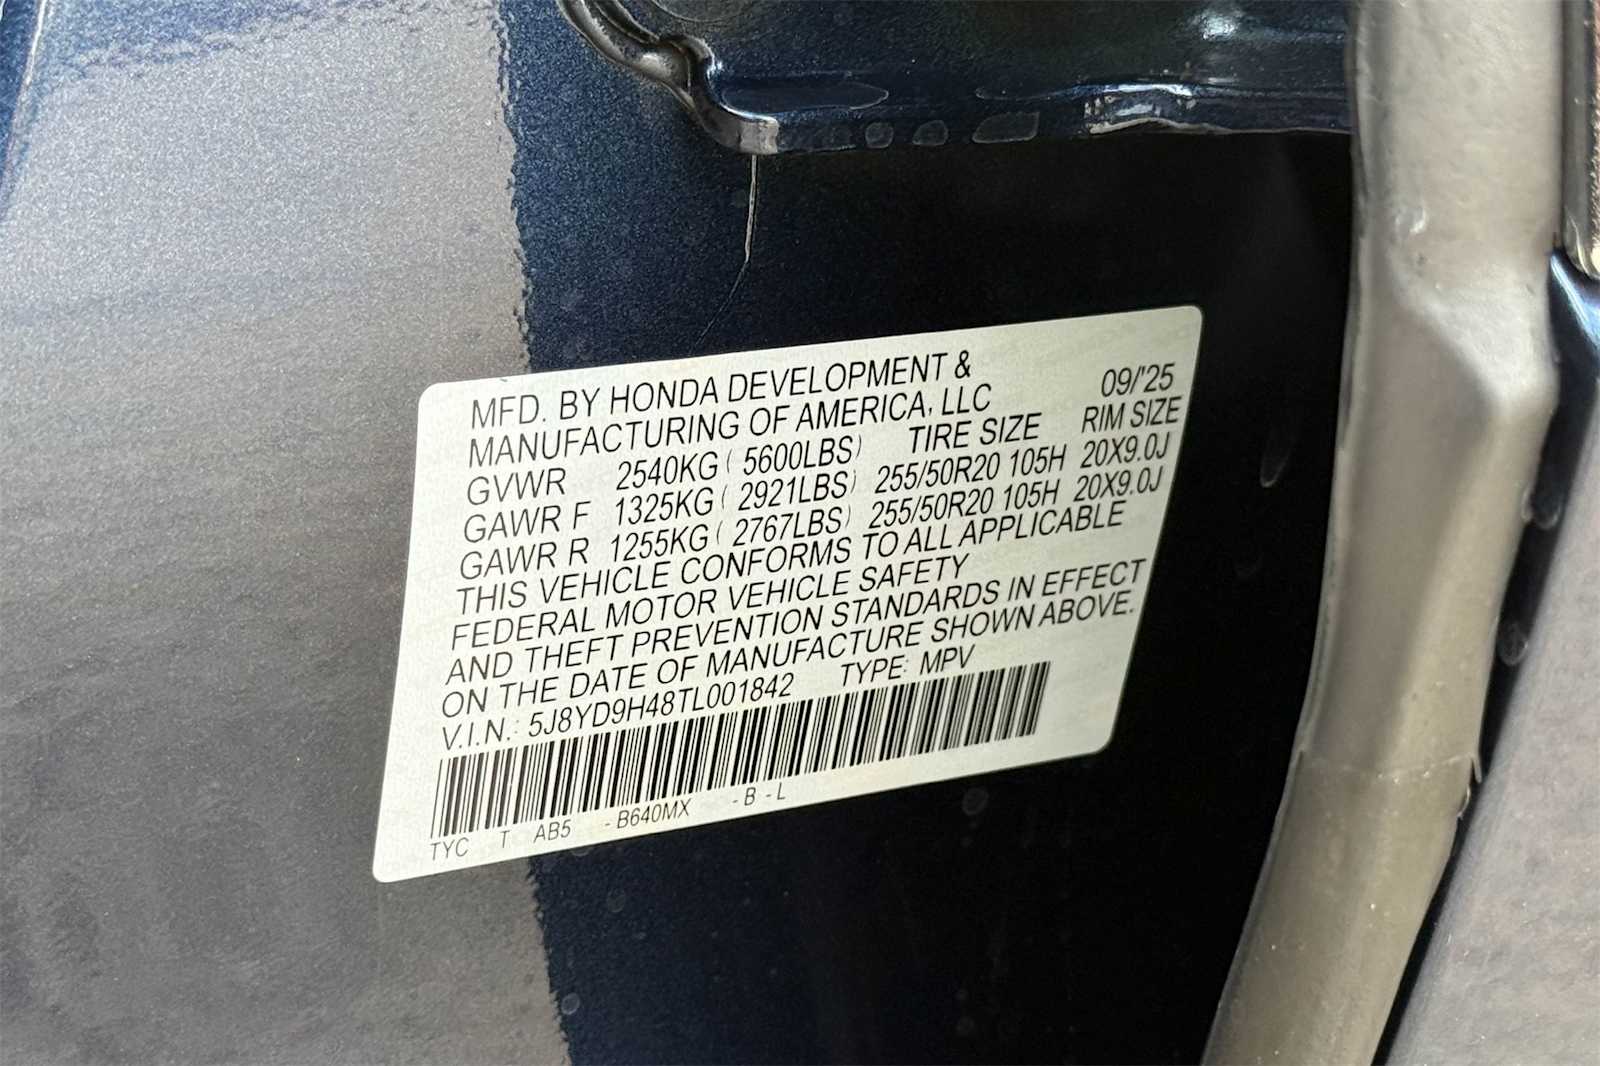 MFD. BY HONDA DEVELOPMENT &
MANUFACTURING OF AMERICA, LLC 09/'25
GVWR 2540KG ( 5600LBS) TIRE SIZE RIM SIZE
GAWR F 1325KG ( 2921LBS) 255/50R20 105H 20X9.0J
GAWR R 1255KG ( 2767LBS) 255/50R20 105H 20X9.0J
THIS VEHICLE CONFORMS TO ALL APPLICABLE
FEDERAL MOTOR VEHICLE SAFETY
AND THEFT PREVENTION STANDARDS IN EFFECT
ON THE DATE OF MANUFACTURE SHOWN ABOVE.
V.I.N.: 5J8YD9H48TL001842 TYPE: MPV
TYC T AB5 - B640MX - B - L